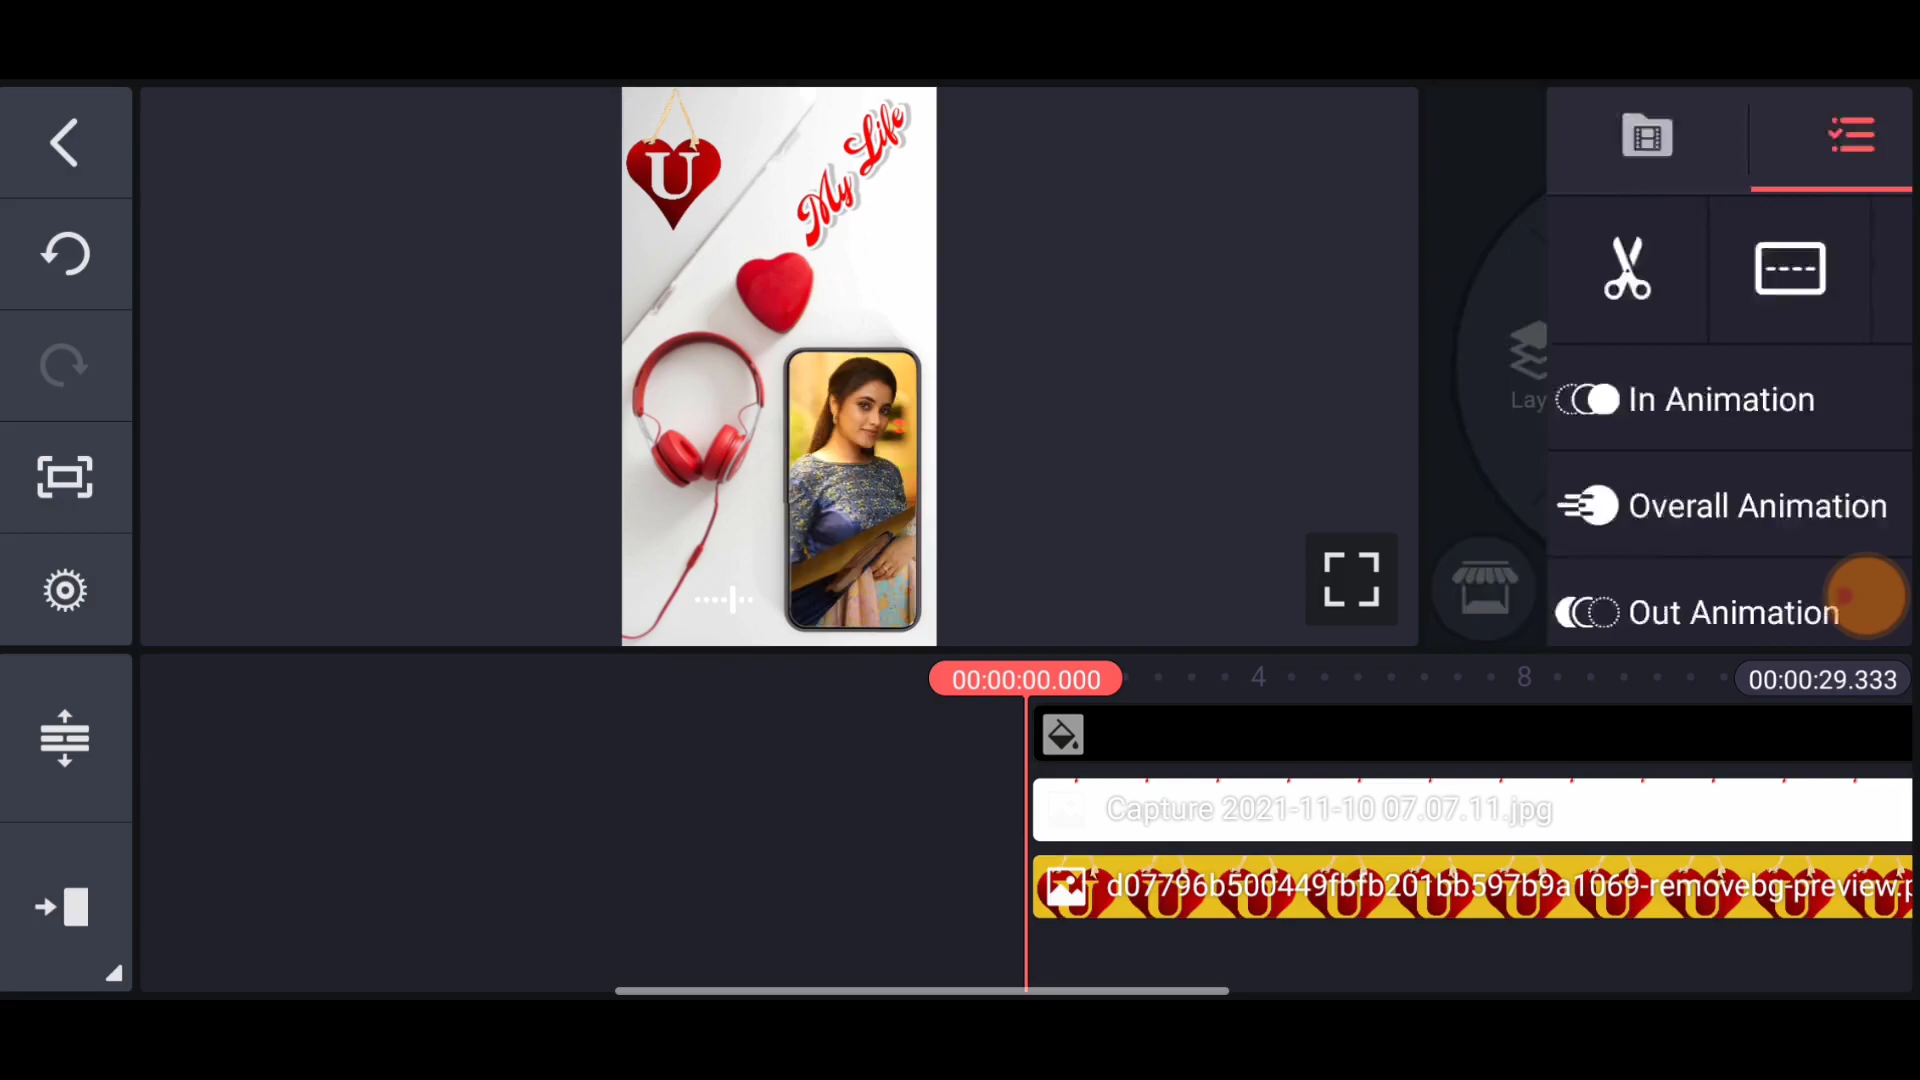 U
My Life
Lay
In Animation
Overall Animation
Out Animation
00:00:00.000
4
8
00:00:29.333
Capture 2021-11-10 07.07.11.jpg
d07796b500449fbfb201bb597b9a1069-removebg-preview.p